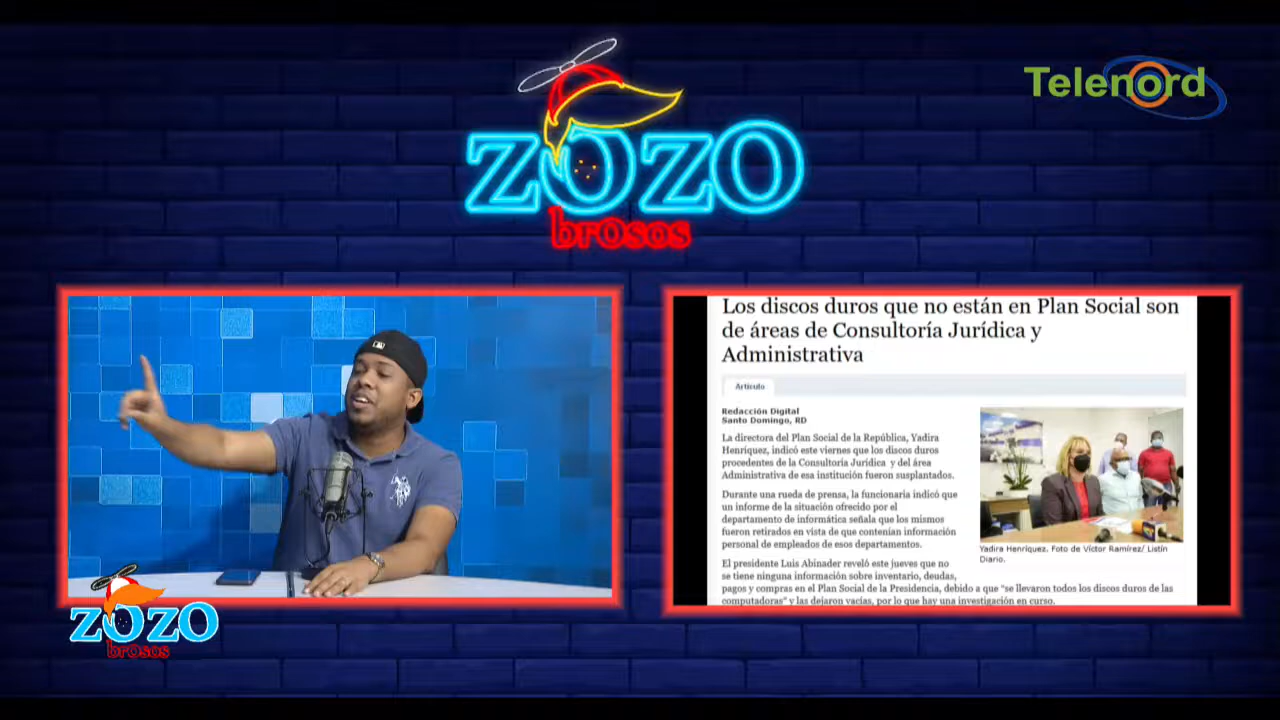 Telenord
ZOZO
brosos
Los discos duros que no están en Plan Social son
de áreas de Consultoría Jurídica y
Administrativa
Artículo
Redacción Digital
Santo Domingo, RD
La directora del Plan Social de la República, Yadira
Henríquez, indicó este viernes que los discos duros
procedentes de la Consultoría Jurídica y del área
Administrativa de esa institución fueron susplantados.
Durante una rueda de prensa, la funcionaria indicó que
un informe de la situación ofrecido por el
departamento de informática señala que los mismos
fueron retirados en vista de que contenían información
personal de empleados de esos departamentos.
Yadira Henríquez. Foto de Víctor Ramírez/ Listín
Diario.
El presidente Luis Abinader reveló este jueves que no
se tiene ninguna información sobre inventario, deudas,
pagos y compras en el Plan Social de la Presidencia, debido a que "se llevaron todos los discos duros de las
computadoras" y las dejaron vacías, por lo que hay una investigación en curso.
ZOZO
brosos